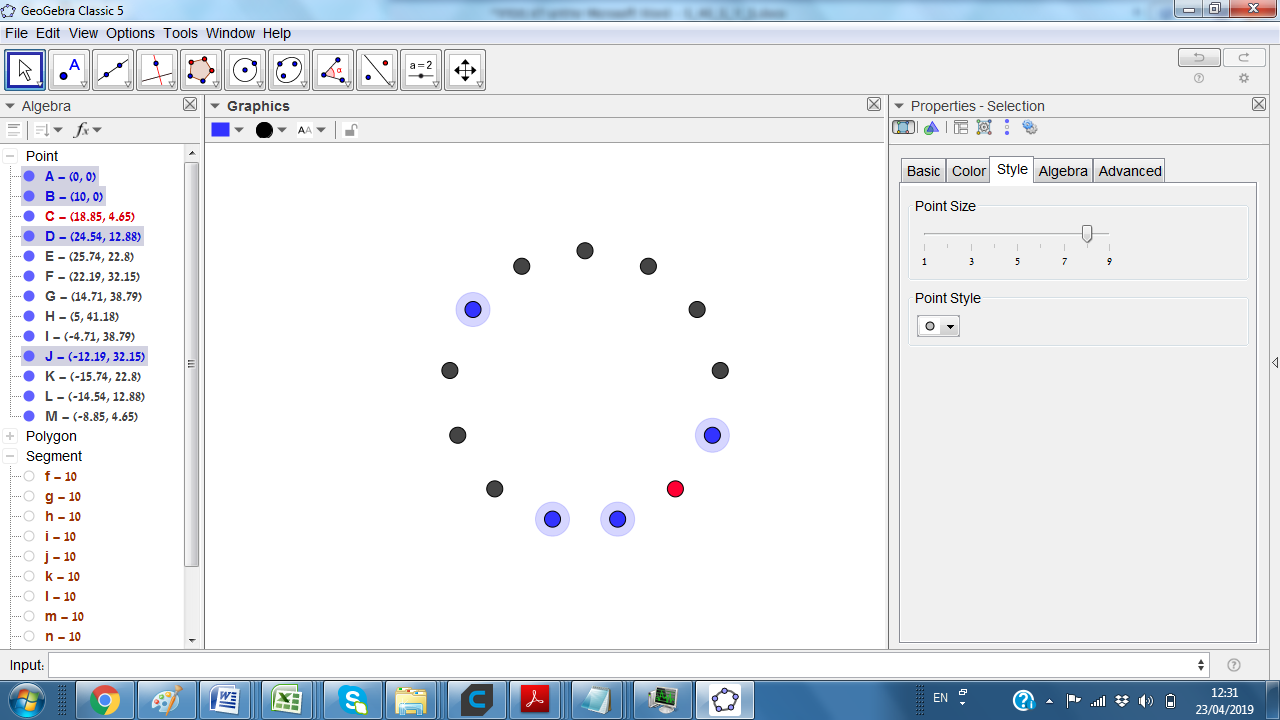 GeoGebra Classic 5
File Edit View Options Tools Window Help
A
α
a = 2
Algebra
Graphics
Properties - Selection
fx
AA
Point
A = (0, 0)
B = (10, 0)
C = (18.85, 4.65)
D = (24.54, 12.88)
E = (25.74, 22.8)
F = (22.19, 32.15)
G = (14.71, 38.79)
H = (5, 41.18)
I = (-4.71, 38.79)
J = (-12.19, 32.15)
K = (-15.74, 22.8)
L = (-14.54, 12.88)
M = (-8.85, 4.65)
Polygon
Segment
f = 10
g = 10
h = 10
i = 10
j = 10
k = 10
l = 10
m = 10
n = 10
Basic Color Style Algebra Advanced
Point Size
1 3 5 7 9
Point Style
Input:
EN
12:31
23/04/2019